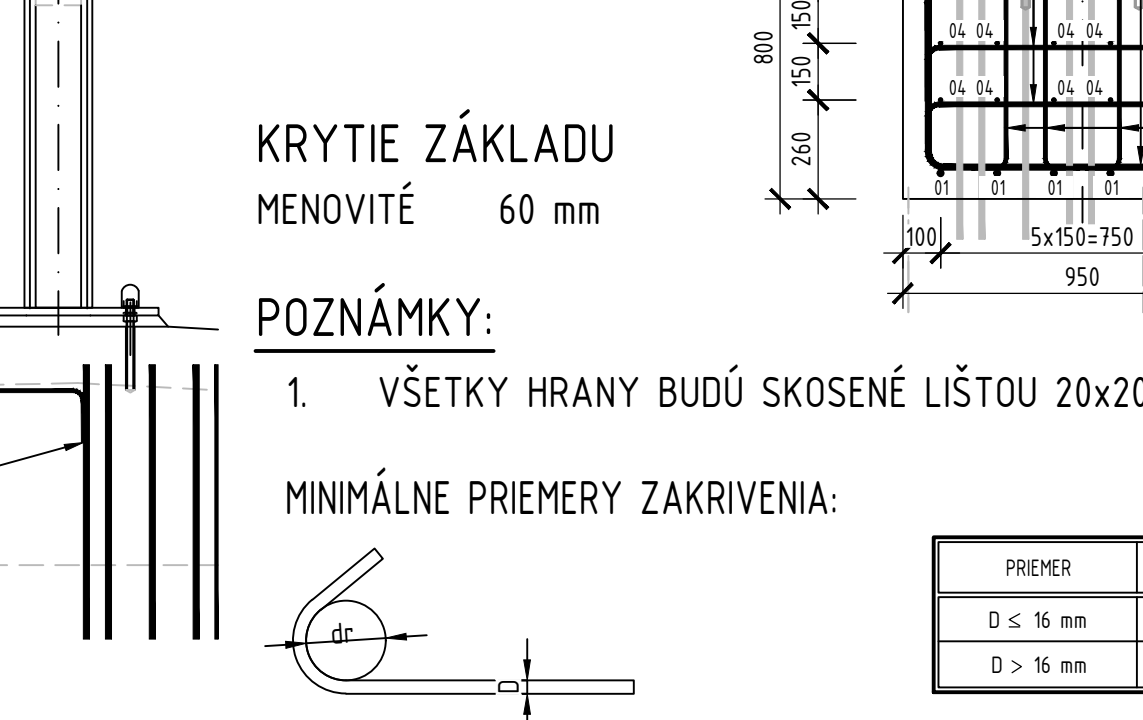 150
04 04 04 04
800
150
04 04 04 04
260
01 01 01 01
100 5x150=750
950
KRYTIE ZÁKLADU
MENOVITÉ 60 mm
POZNÁMKY:
1. VŠETKY HRANY BUDÚ SKOSENÉ LIŠTOU 20x20
MINIMÁLNE PRIEMERY ZAKRIVENIA:
dr
D
PRIEMER
D ≤ 16 mm
D > 16 mm